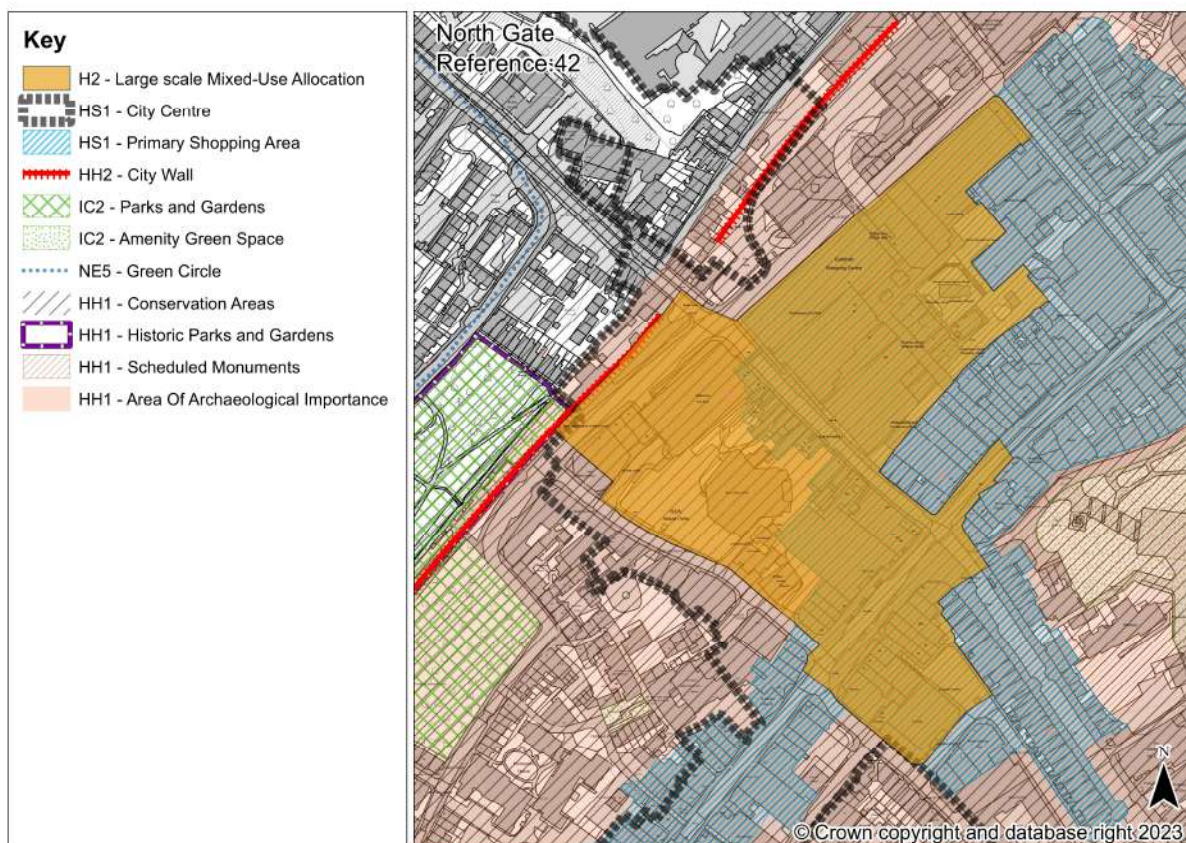 Key
H2 - Large scale Mixed-Use Allocation
HS1 - City Centre
HS1 - Primary Shopping Area
HH2 - City Wall
IC2 - Parks and Gardens
IC2 - Amenity Green Space
NE5 - Green Circle
HH1 - Conservation Areas
HH1 - Historic Parks and Gardens
HH1 - Scheduled Monuments
HH1 - Area Of Archaeological Importance
North Gate
Reference:42
N
© Crown copyright and database right 2023